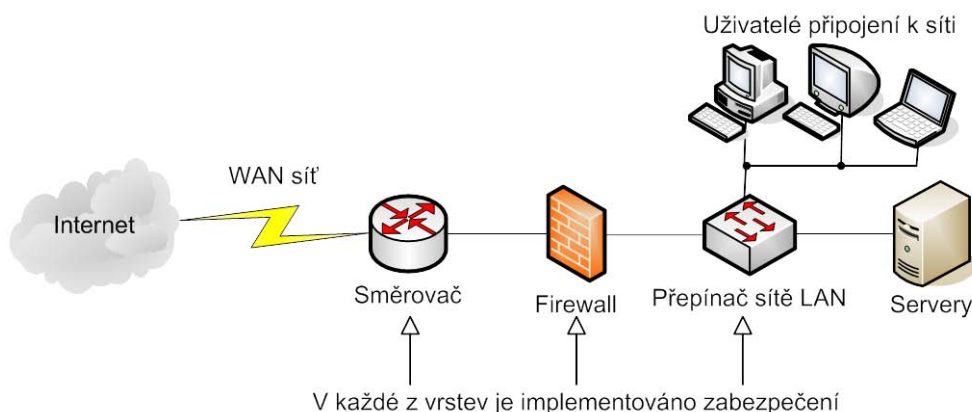 Uživatelé připojení k síti
WAN síť
Internet
Směrovač
Firewall
Přepínač sítě LAN
Servery
V každé z vrstev je implementováno zabezpečení